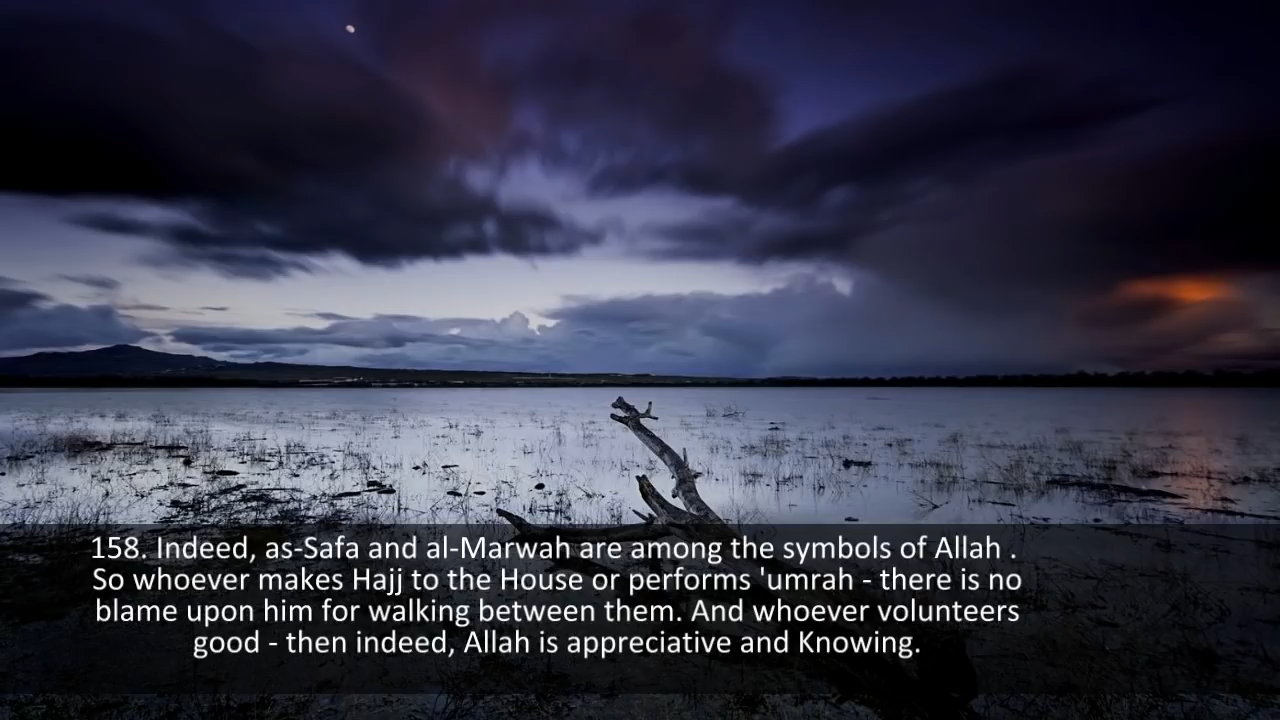 158. Indeed, as-Safa and al-Marwah are among the symbols of Allah .
So whoever makes Hajj to the House or performs 'umrah - there is no
blame upon him for walking between them. And whoever volunteers
good - then indeed, Allah is appreciative and Knowing.